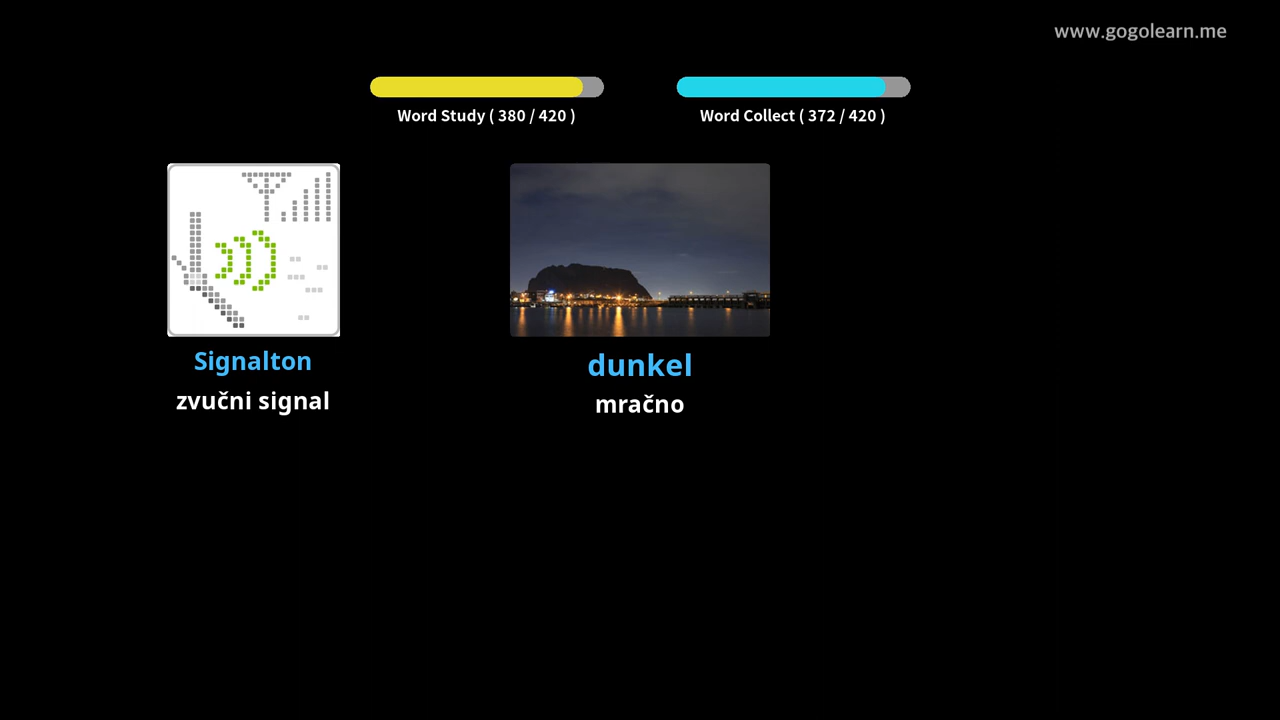 www.gogolearn.me
Word Study ( 380 / 420 )
Word Collect ( 372 / 420 )
Signalton
zvučni signal
dunkel
mračno